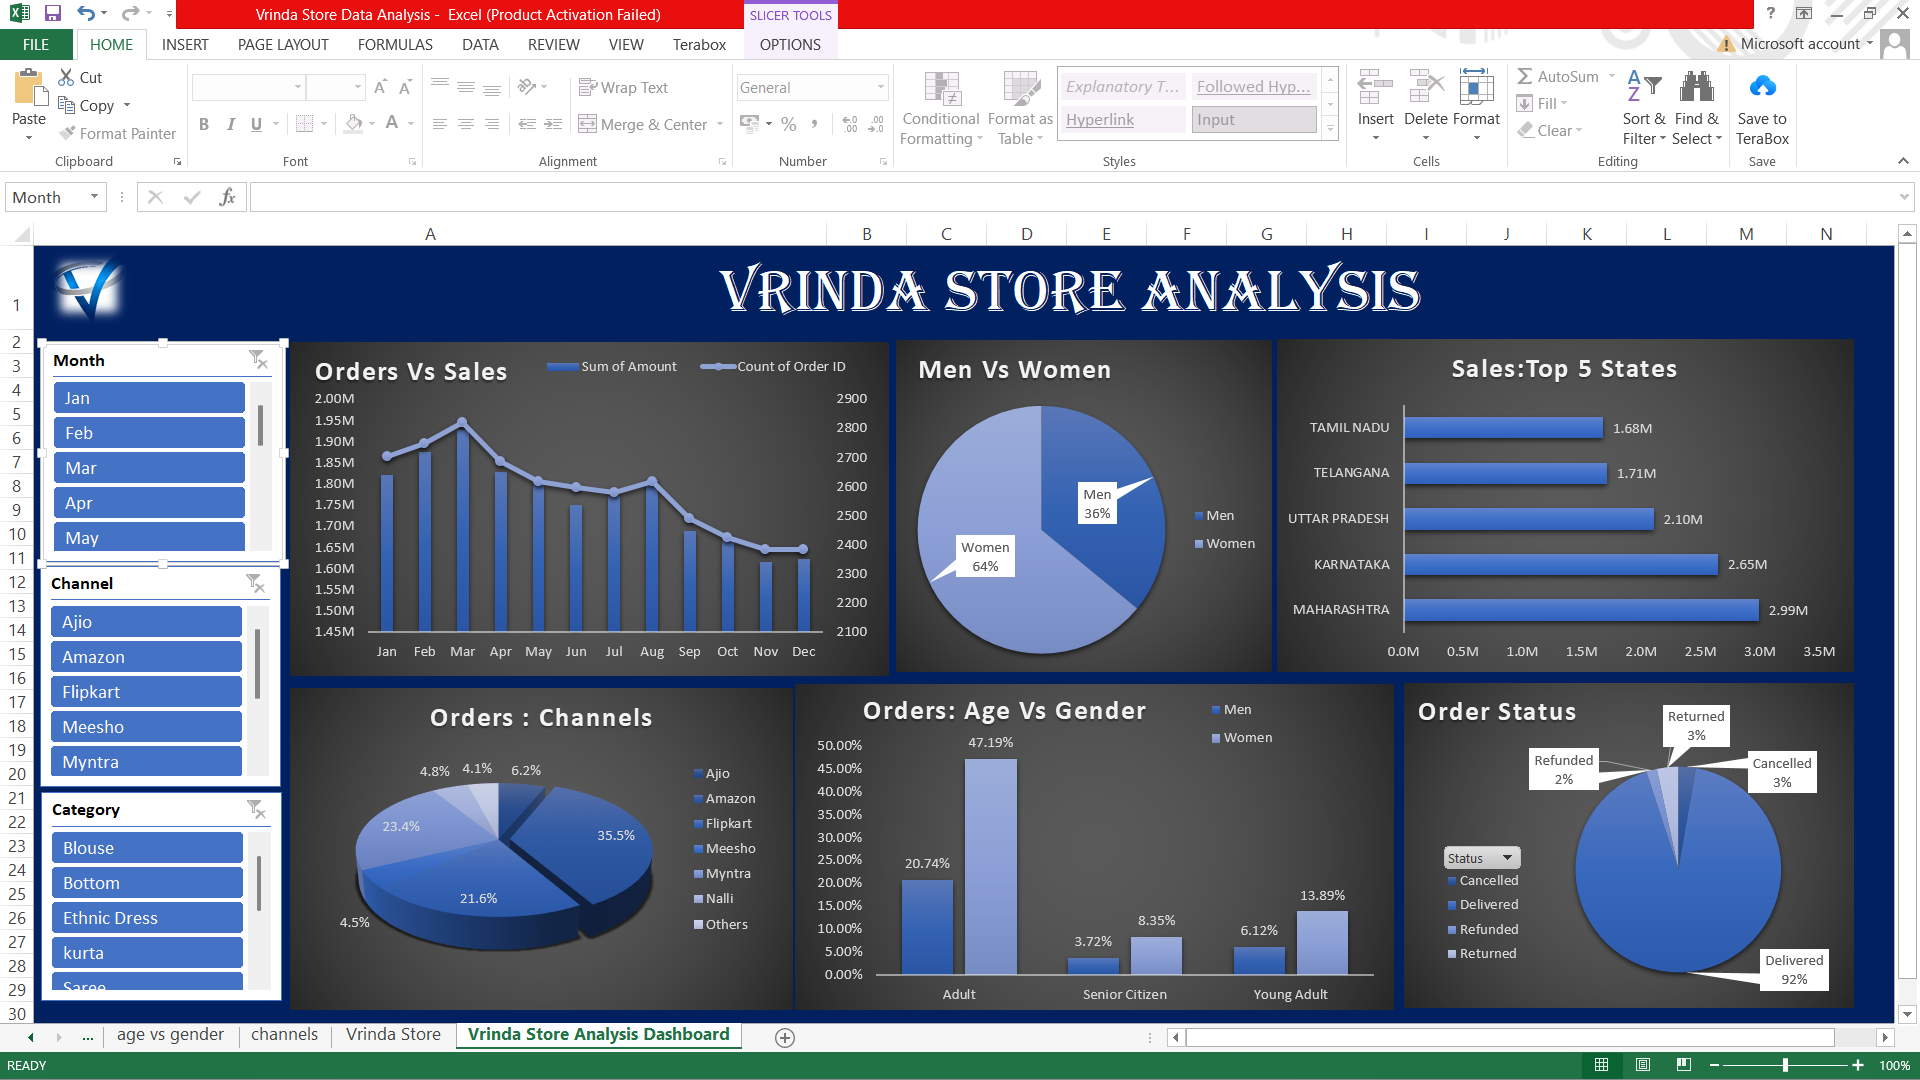 Vrinda Store Data Analysis -  Excel (Product Activation Failed)
SLICER TOOLS
FILE
HOME
INSERT
PAGE LAYOUT
FORMULAS
DATA
REVIEW
VIEW
Terabox
OPTIONS
Microsoft account
Paste
Cut
Copy
Format Painter
Clipboard
B I U
A
Font
Wrap Text
Merge & Center
Alignment
General
%
Number
Conditional
Formatting
Format as
Table
Explanatory T...
Followed Hyp...
Hyperlink
Input
Styles
Insert
Delete
Format
Cells
AutoSum
Fill
Clear
Sort &
Filter
Find &
Select
Editing
Save to
TeraBox
Save
Month
fx
A B C D E F G H I J K L M N
1
2
3
4
5
6
7
8
9
10
11
12
13
14
15
16
17
18
19
20
21
22
23
24
25
26
27
28
29
30
VRINDA STORE ANALYSIS
Month
Jan
Feb
Mar
Apr
May
Channel
Ajio
Amazon
Flipkart
Meesho
Myntra
Category
Blouse
Bottom
Ethnic Dress
kurta
Saree
Orders Vs Sales
Sum of Amount
Count of Order ID
2.00M
1.95M
1.90M
1.85M
1.80M
1.75M
1.70M
1.65M
1.60M
1.55M
1.50M
1.45M
2900
2800
2700
2600
2500
2400
2300
2200
2100
Jan Feb Mar Apr May Jun Jul Aug Sep Oct Nov Dec
Men Vs Women
Men
36%
Women
64%
Men
Women
Sales:Top 5 States
TAMIL NADU 1.68M
TELANGANA 1.71M
UTTAR PRADESH 2.10M
KARNATAKA 2.65M
MAHARASHTRA 2.99M
0.0M 0.5M 1.0M 1.5M 2.0M 2.5M 3.0M 3.5M
Orders : Channels
4.8% 4.1% 6.2%
23.4%
35.5%
21.6%
4.5%
Ajio
Amazon
Flipkart
Meesho
Myntra
Nalli
Others
Orders: Age Vs Gender
Men
Women
50.00%
45.00%
40.00%
35.00%
30.00%
25.00%
20.00%
15.00%
10.00%
5.00%
0.00%
20.74%
47.19%
3.72%
8.35%
6.12%
13.89%
Adult Senior Citizen Young Adult
Order Status
Returned
3%
Refunded
2%
Cancelled
3%
Status
Cancelled
Delivered
Refunded
Returned
Delivered
92%
...
age vs gender
channels
Vrinda Store
Vrinda Store Analysis Dashboard
READY
100%